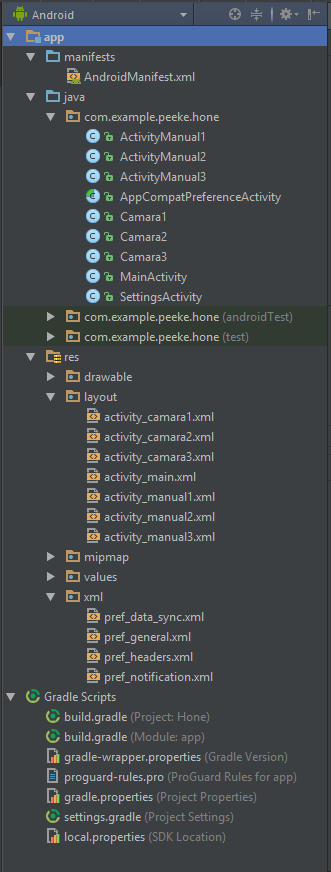 Android
app
manifests
AndroidManifest.xml
java
com.example.peeke.hone
ActivityManual1
ActivityManual2
ActivityManual3
AppCompatPreferenceActivity
Camara1
Camara2
Camara3
MainActivity
SettingsActivity
com.example.peeke.hone (androidTest)
com.example.peeke.hone (test)
res
drawable
layout
activity_camara1.xml
activity_camara2.xml
activity_camara3.xml
activity_main.xml
activity_manual1.xml
activity_manual2.xml
activity_manual3.xml
mipmap
values
xml
pref_data_sync.xml
pref_general.xml
pref_headers.xml
pref_notification.xml
Gradle Scripts
build.gradle (Project: Hone)
build.gradle (Module: app)
gradle-wrapper.properties (Gradle Version)
proguard-rules.pro (ProGuard Rules for app)
gradle.properties (Project Properties)
settings.gradle (Project Settings)
local.properties (SDK Location)